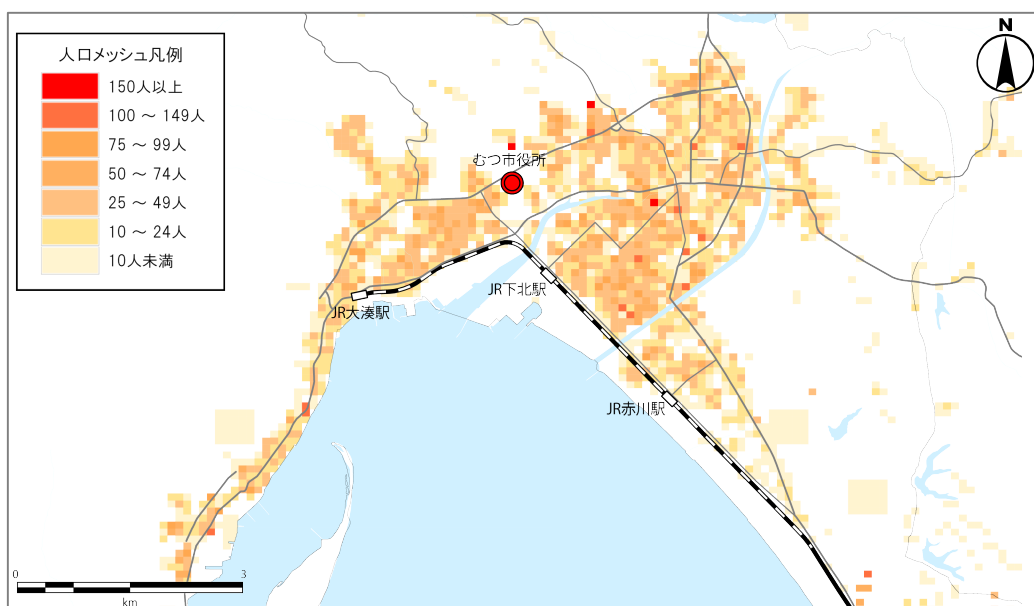 人口メッシュ凡例
150人以上
100 ～ 149人
75 ～ 99人
50 ～ 74人
25 ～ 49人
10 ～ 24人
10人未満
N
むつ市役所
JR下北駅
JR大湊駅
JR赤川駅
0 3
km